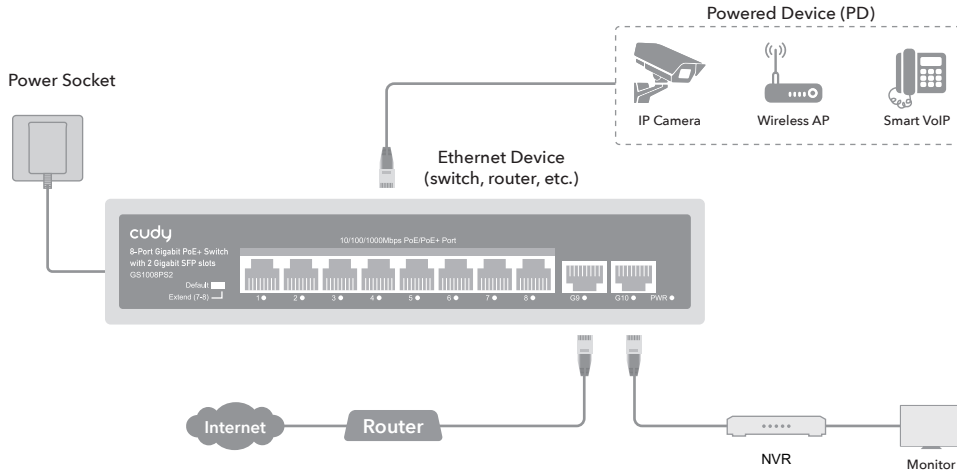 Powered Device (PD)
IP Camera
Wireless AP
Smart VoIP
Power Socket
Ethernet Device
(switch, router, etc.)
cudy
8-Port Gigabit PoE+ Switch
with 2 Gigabit SFP slots
GS1008PS2
Default
Extend (7-8)
10/100/1000Mbps PoE/PoE+ Port
1 2 3 4 5 6 7 8 G9 G10 PWR
Internet
Router
NVR
Monitor